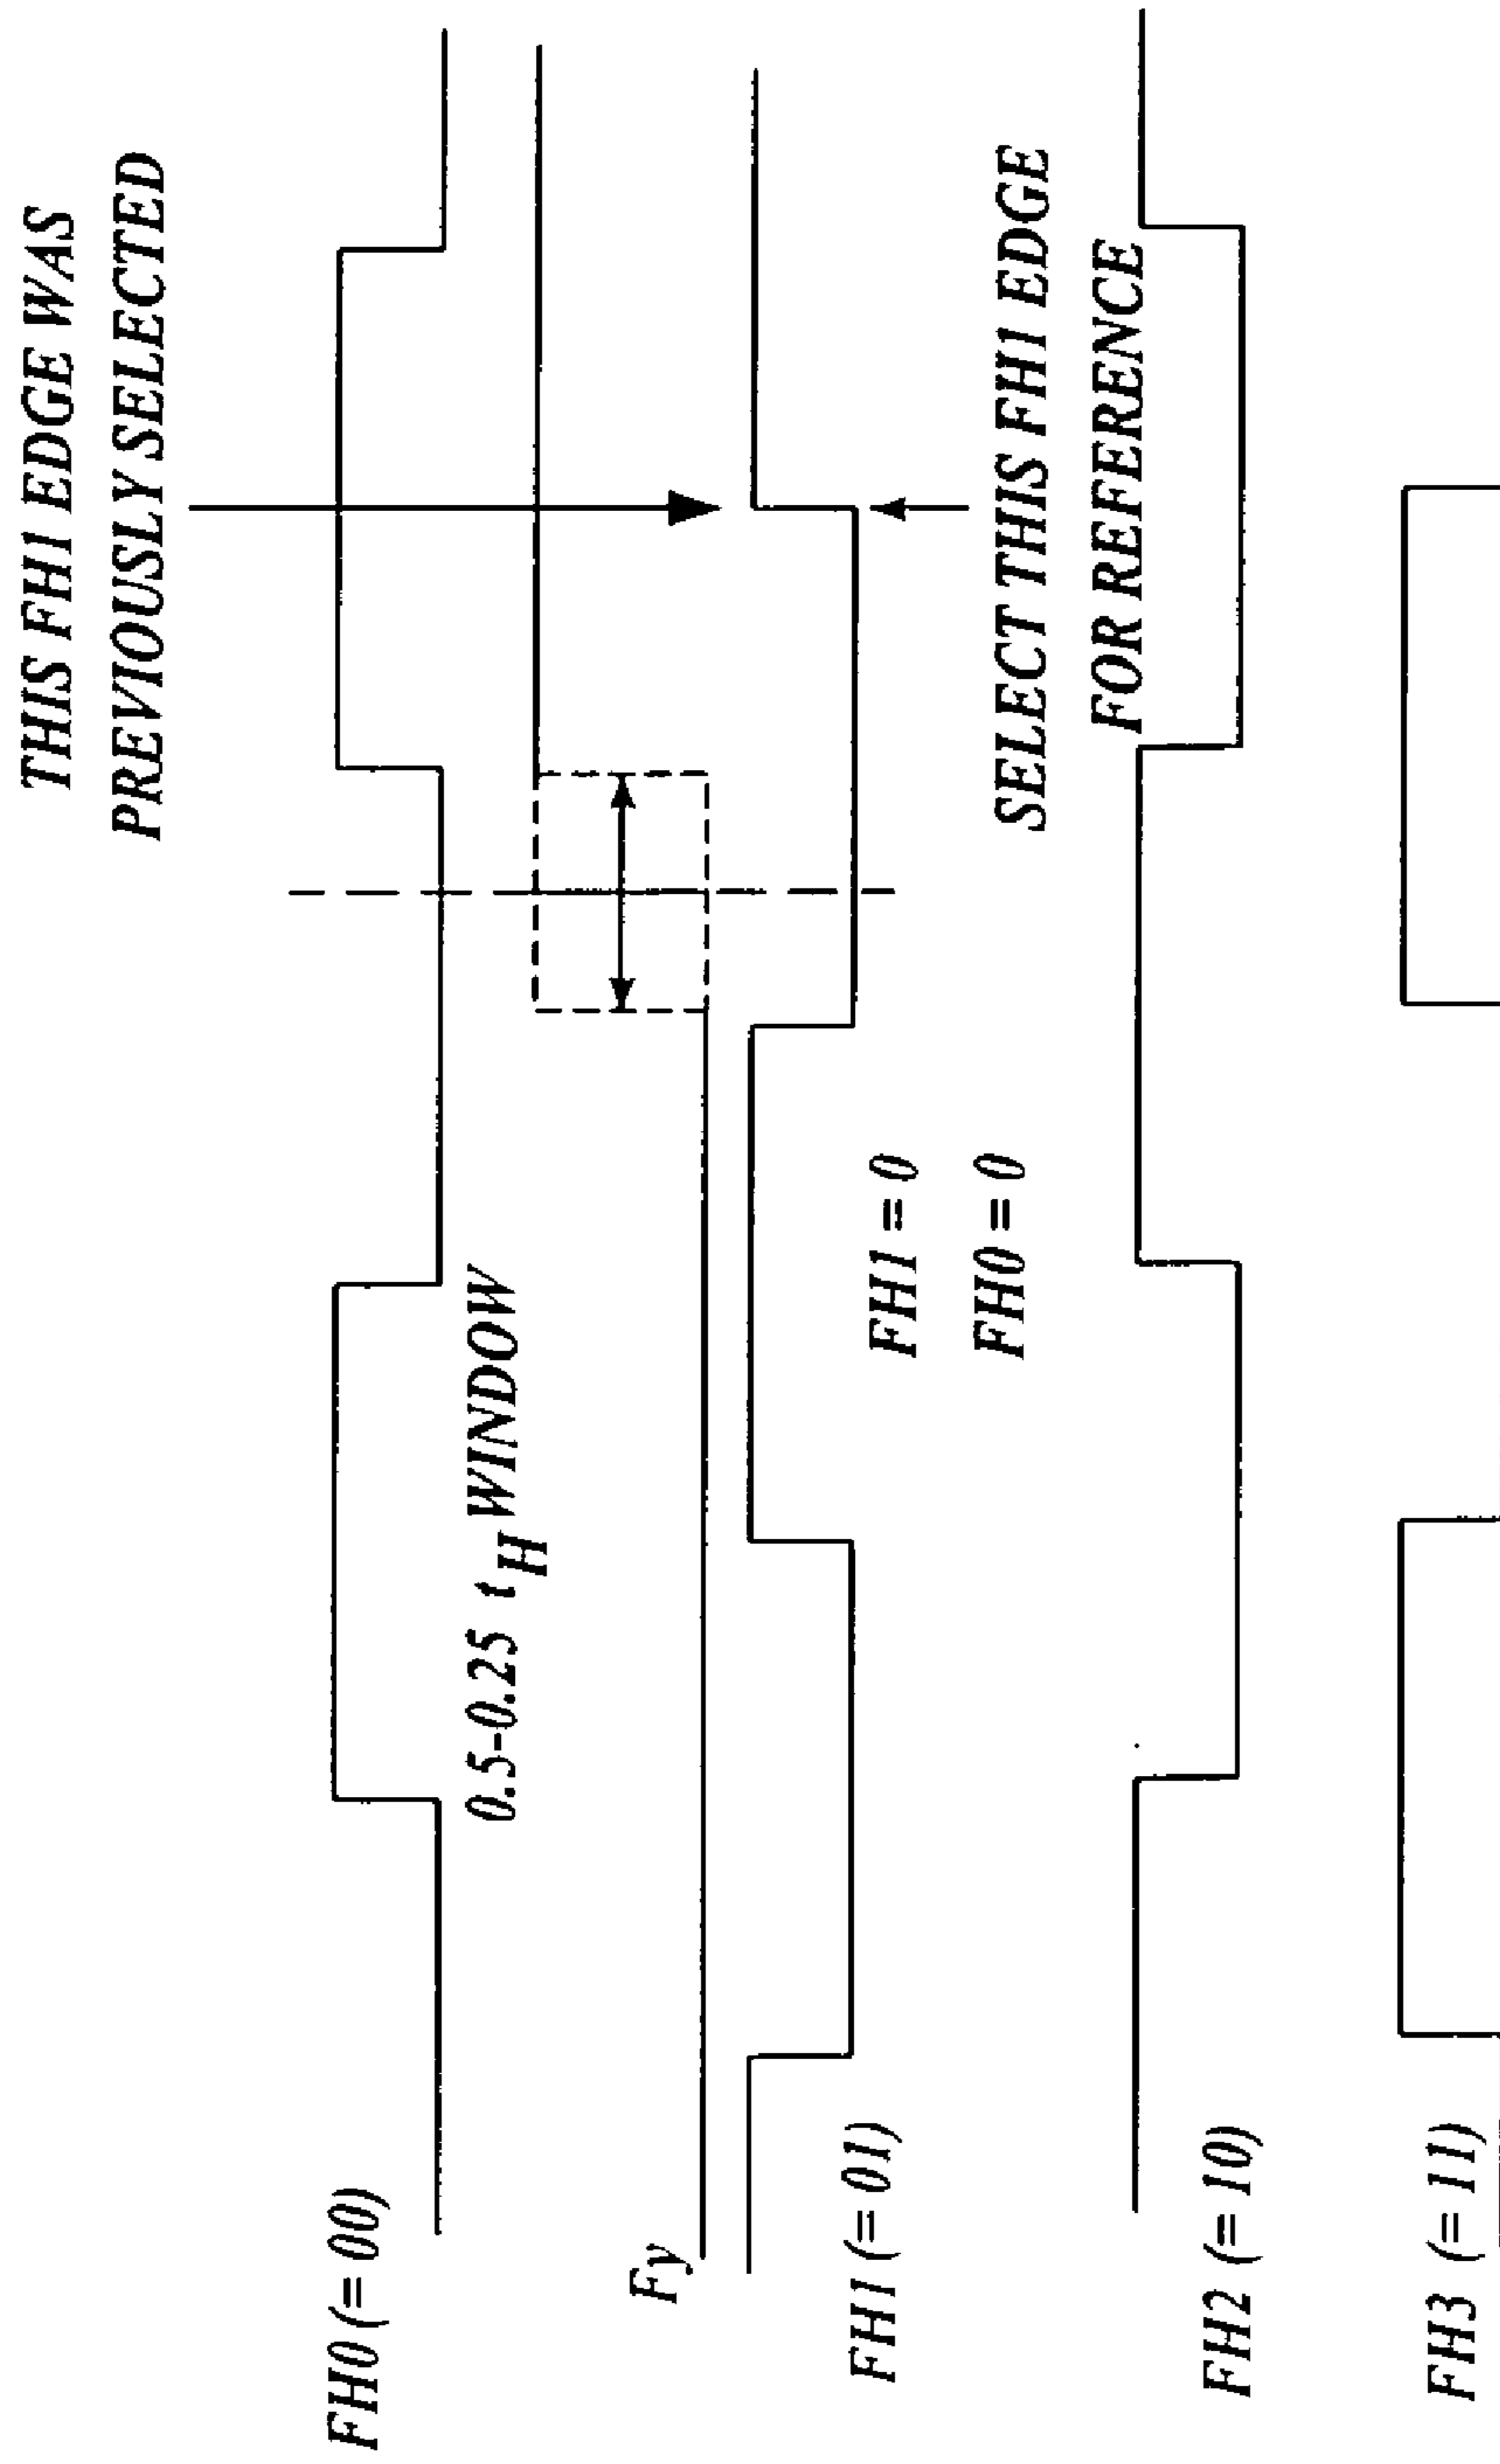 THIS FH1 EDGE WAS
PREVIOUSLY SELECTED
FH0 (= 00)
0.5-0.25 tH WINDOW
Fy
FH1 (= 01)
FH1 = 0
FH0 = 0
SELECT THIS FH1 EDGE
FOR REFERENCE
FH2 (= 10)
FH3 (= 11)